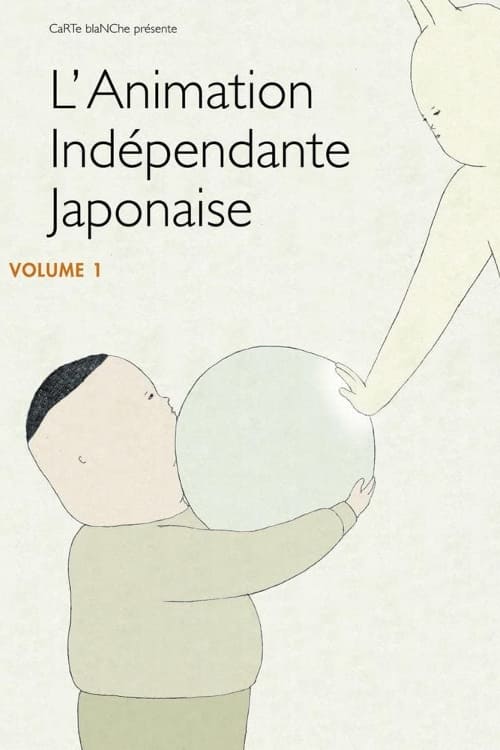 CaRTe blaNChe présente
L'Animation
Indépendante
Japonaise
VOLUME 1